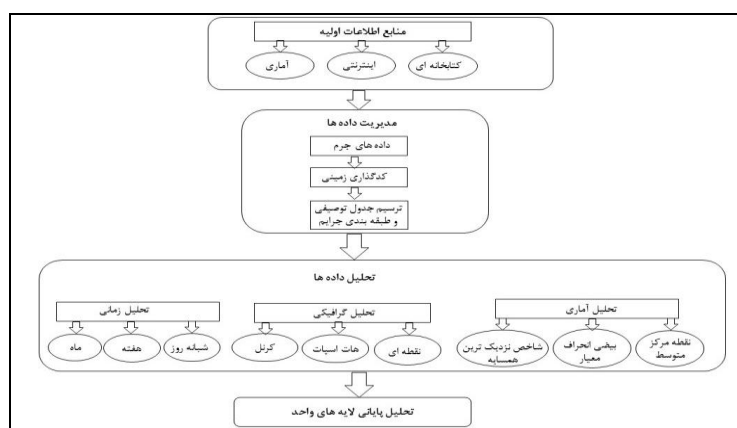 منابع اطلاعات اولیه
کتابخانه ای
اینترنتی
آماری
مدیریت داده ها
داده های جرم
کدگذاری زمینی
ترسیم جدول توصیفی
و طبقه بندی جرایم
تحلیل داده ها
تحلیل آماری
نقطه مرکز
متوسط
بیضی انحراف
معیار
شاخص نزدیک ترین
همسایه
تحلیل گرافیکی
نقطه ای
هات اسپات
کرنل
تحلیل زمانی
شبانه روز
هفته
ماه
تحلیل پایانی لایه های واحد